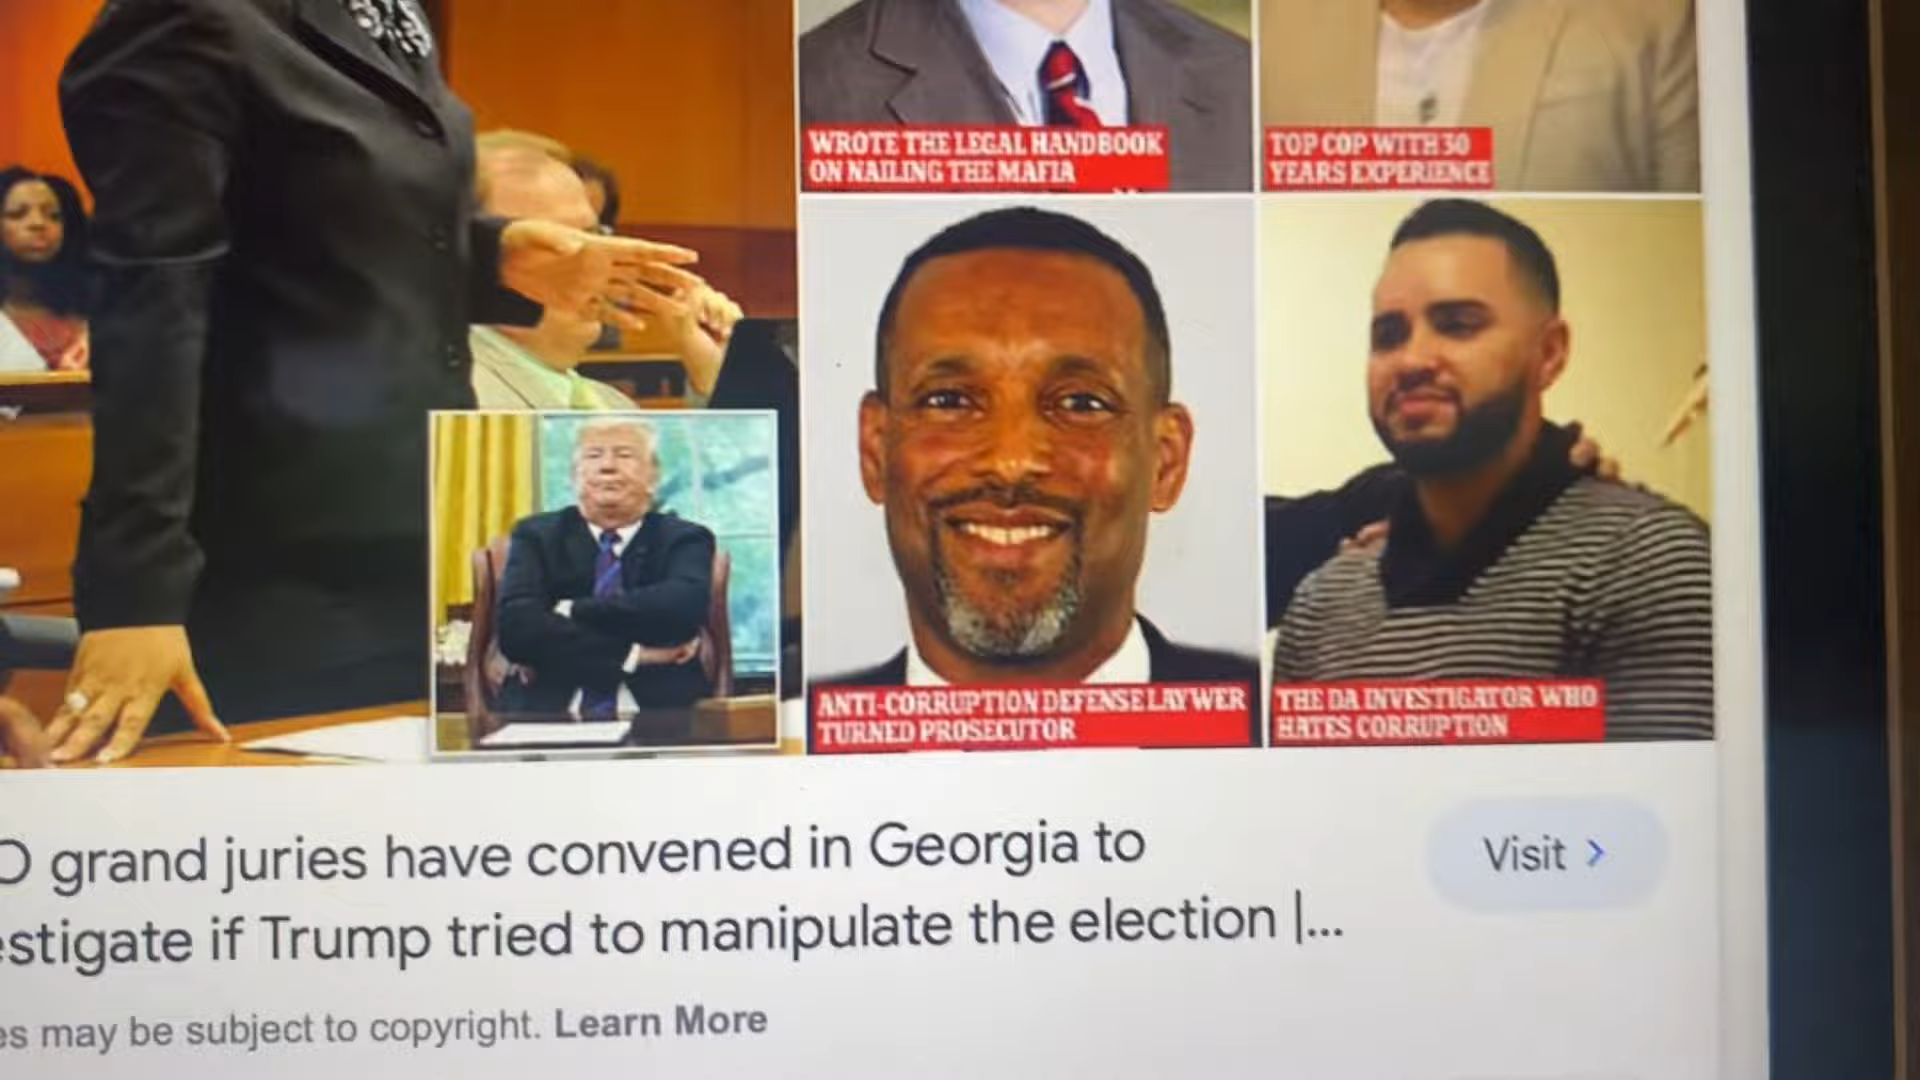 WROTE THE LEGAL HANDBOOK
ON NAILING THE MAFIA
TOP COP WITH 30
YEARS EXPERIENCE
ANTI-CORRUPTION DEFENSE LAYWER
TURNED PROSECUTOR
THE DA INVESTIGATOR WHO
HATES CORRUPTION
O grand juries have convened in Georgia to
estigate if Trump tried to manipulate the election |...
Visit >
es may be subject to copyright. Learn More